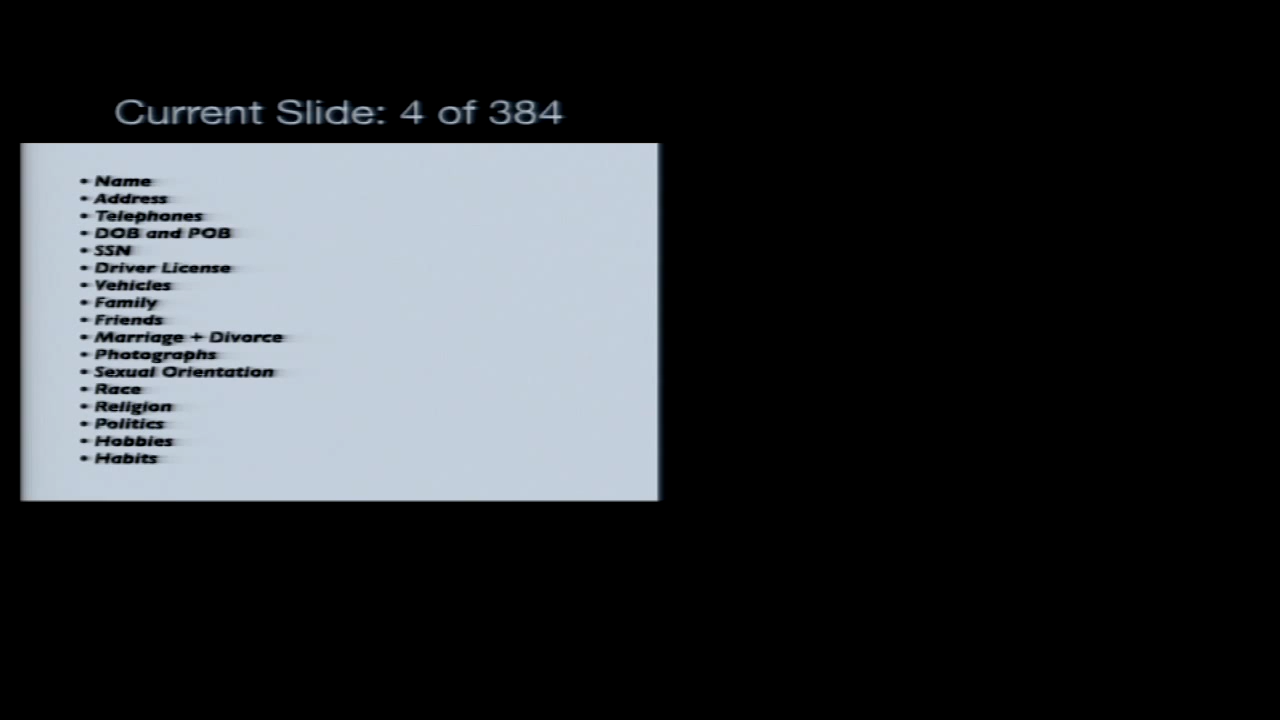 Current Slide: 4 of 384
• Name
• Address
• Telephones
• DOB and POB
• SSN
• Driver License
• Vehicles
• Family
• Friends
• Marriage + Divorce
• Photographs
• Sexual Orientation
• Race
• Religion
• Politics
• Hobbies
• Habits